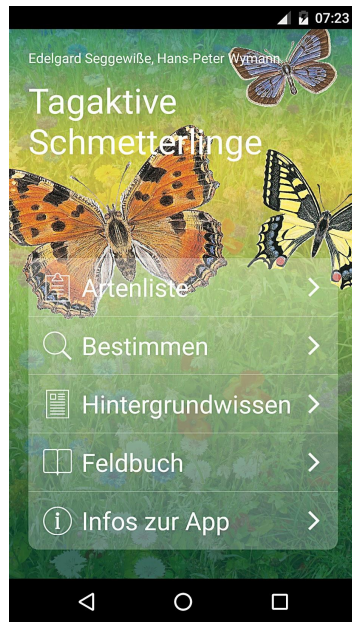 07:23
Edelgard Seggewiße, Hans-Peter Wymann
Tagaktive
Schmetterlinge
Artenliste
Bestimmen
Hintergrundwissen
Feldbuch
Infos zur App